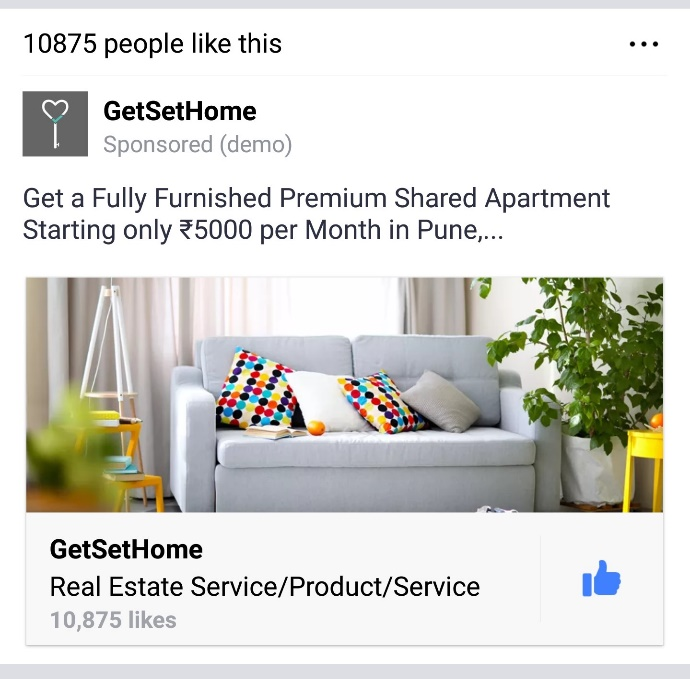 10875 people like this
GetSetHome
Sponsored (demo)
Get a Fully Furnished Premium Shared Apartment
Starting only ₹5000 per Month in Pune,...
GetSetHome
Real Estate Service/Product/Service
10,875 likes